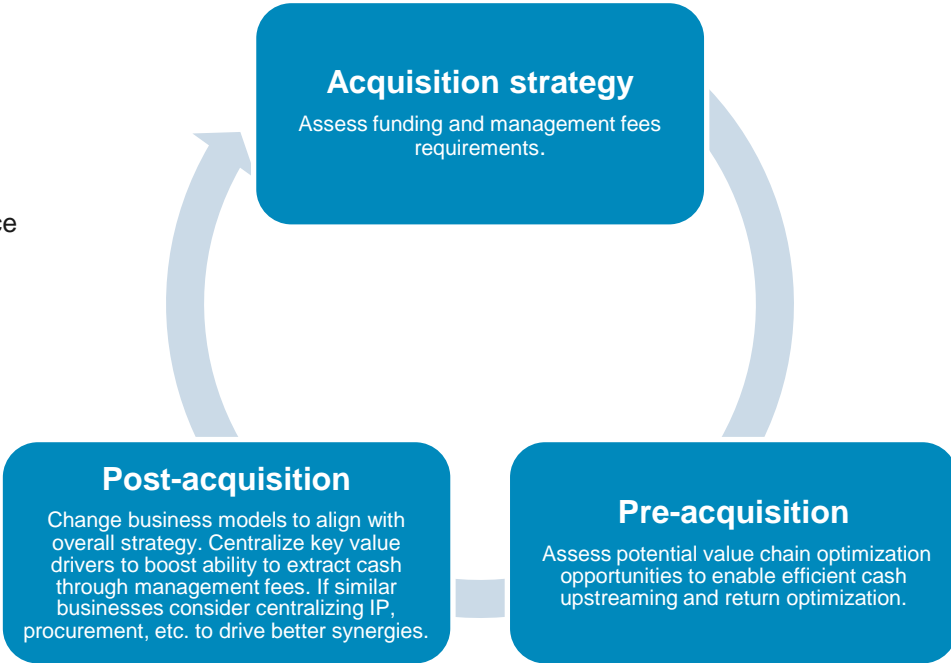 Acquisition strategy
Assess funding and management fees
requirements.
ce
Post-acquisition
Change business models to align with
overall strategy. Centralize key value
drivers to boost ability to extract cash
through management fees. If similar
businesses consider centralizing IP,
procurement, etc. to drive better synergies.
Pre-acquisition
Assess potential value chain optimization
opportunities to enable efficient cash
upstreaming and return optimization.